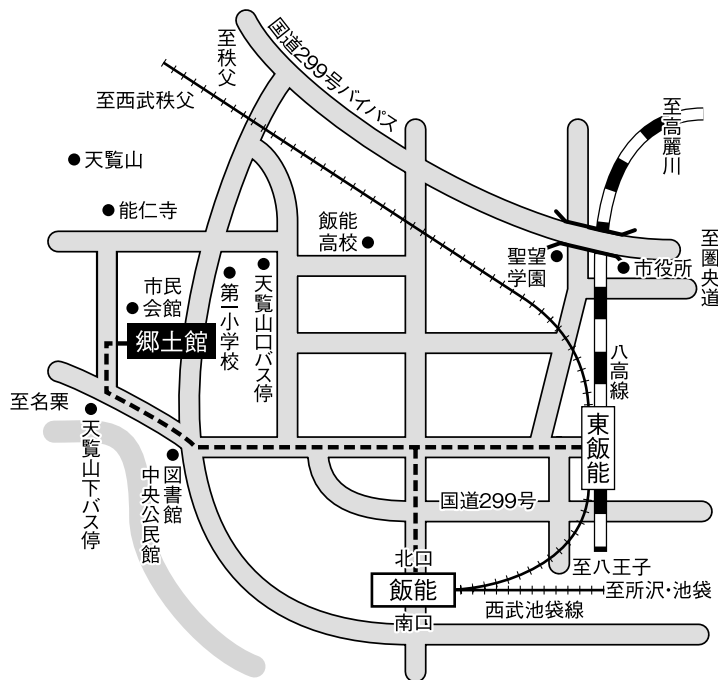 至秩父
国道299号バイパス
至西武秩父
至高麗川
天覧山
能仁寺
飯能
高校
聖望
学園
市役所
至圏央道
市民
会館
第一小学校
天覧山口バス停
郷土館
八高線
至名栗
天覧山下バス停
図書館
中央公民館
東飯能
国道299号
北口
飯能
南口
至八王子
至所沢・池袋
西武池袋線